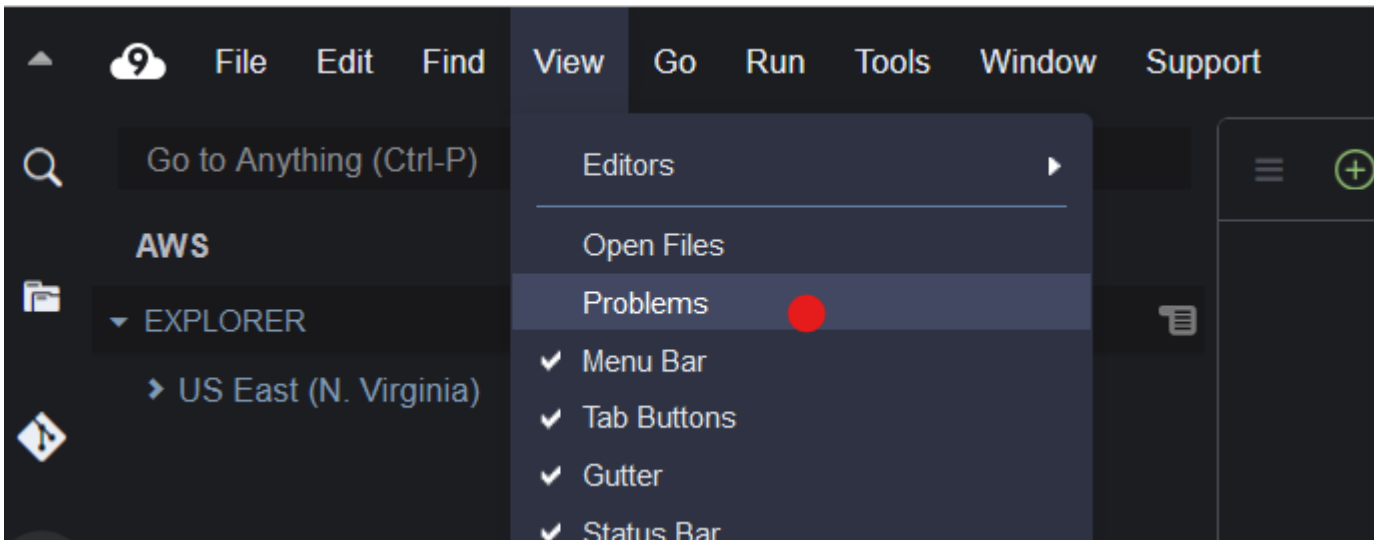 9 File Edit Find View Go Run Tools Window Support
Go to Anything (Ctrl-P)
Editors
AWS
Open Files
Problems
EXPLORER
Menu Bar
US East (N. Virginia)
Tab Buttons
Gutter
Status Bar